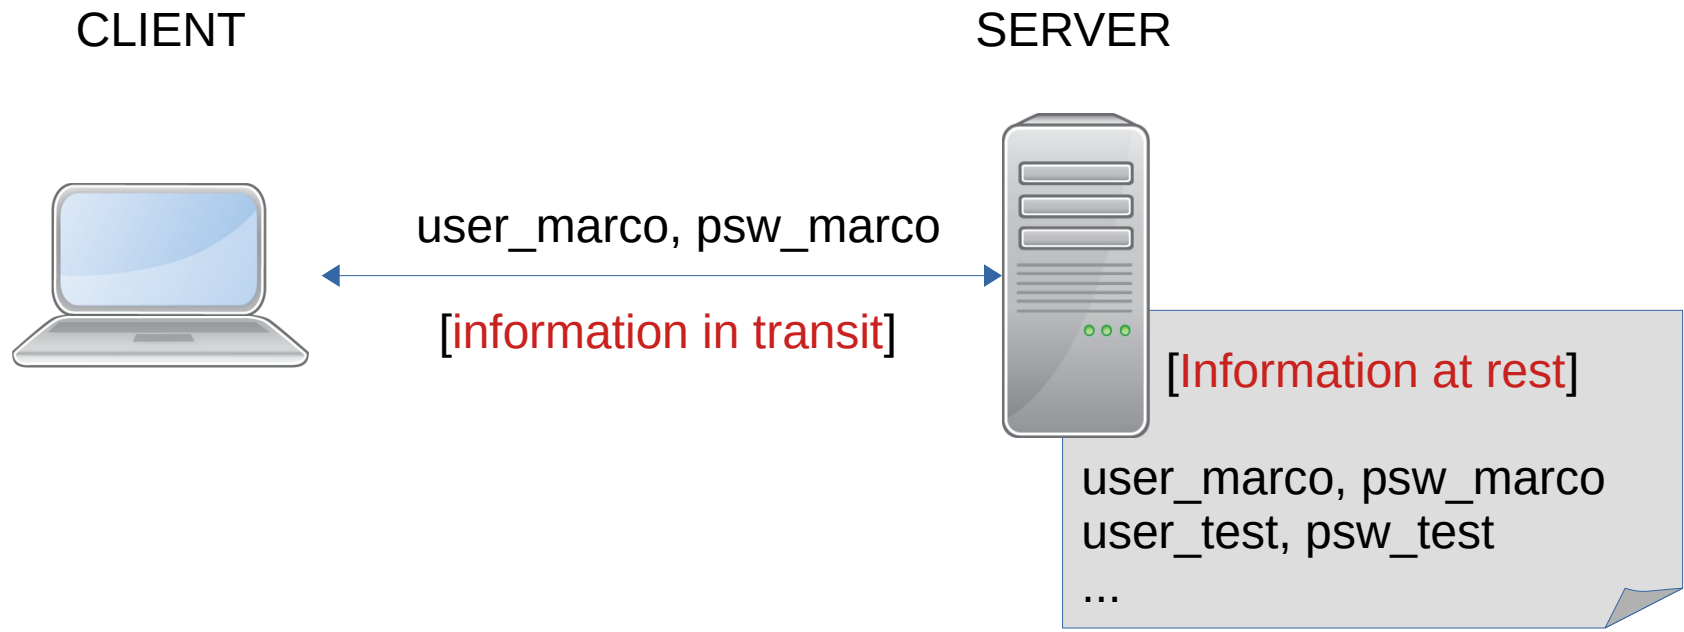 CLIENT
SERVER
user_marco, psw_marco
[information in transit]
[Information at rest]
user_marco, psw_marco
user_test, psw_test
...